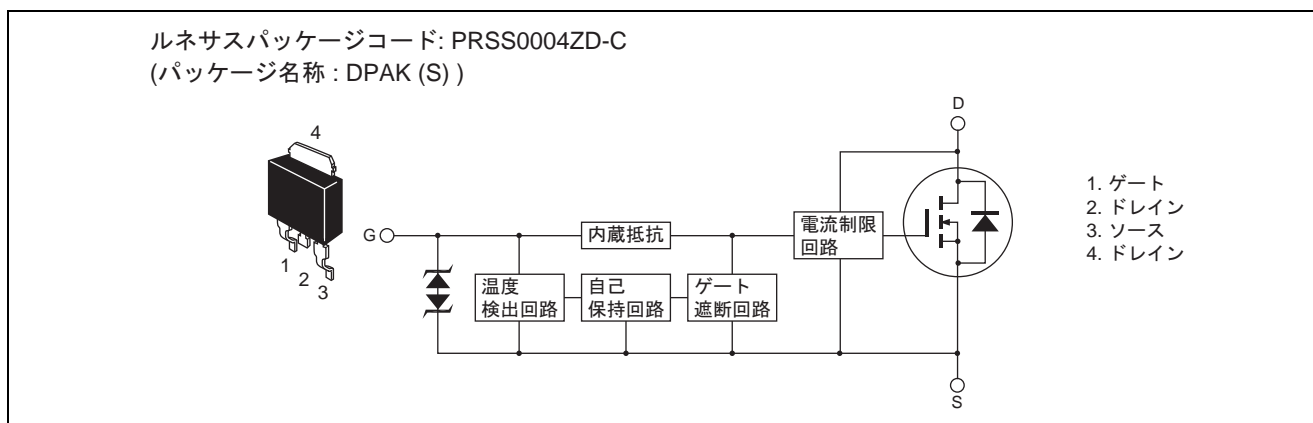 ルネサスパッケージコード: PRSS0004ZD-C
(パッケージ名称 : DPAK (S) )
4
1
2
3
D
G
内蔵抵抗
電流制限
回路
温度
検出回路
自己
保持回路
ゲート
遮断回路
S
1. ゲート
2. ドレイン
3. ソース
4. ドレイン